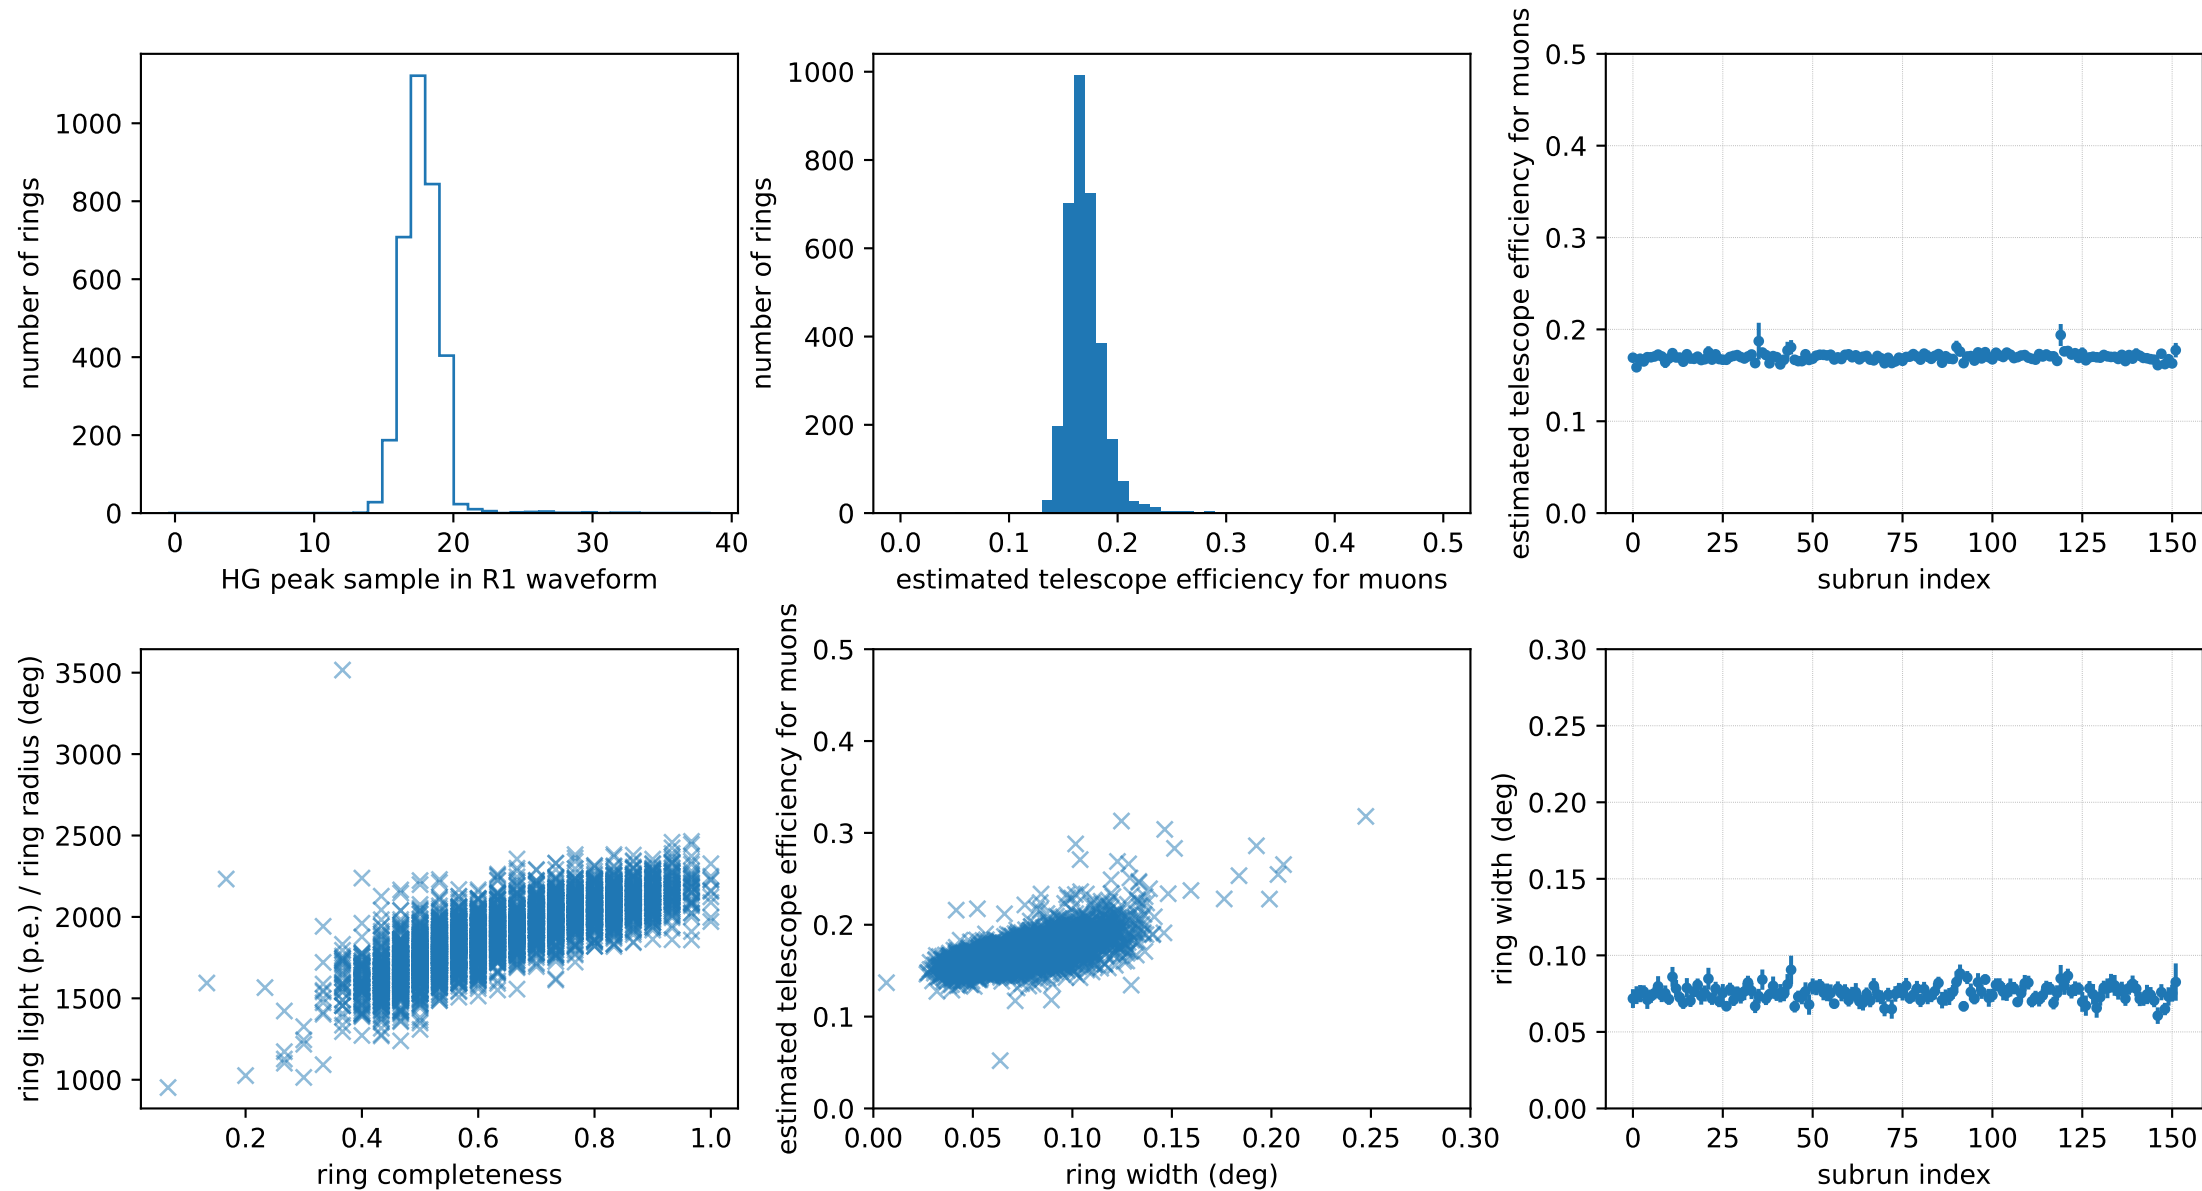 number of rings
1000
800
600
400
200
0
0 10 20 30 40
HG peak sample in R1 waveform
number of rings
1000
800
600
400
200
0
0.0 0.1 0.2 0.3 0.4 0.5
estimated telescope efficiency for muons
estimated telescope efficiency for muons
0.5
0.4
0.3
0.2
0.1
0.0
0 25 50 75 100 125 150
subrun index
ring light (p.e.) / ring radius (deg)
3500
3000
2500
2000
1500
1000
0.2 0.4 0.6 0.8 1.0
ring completeness
estimated telescope efficiency for muons
0.5
0.4
0.3
0.2
0.1
0.0
0.00 0.05 0.10 0.15 0.20 0.25 0.30
ring width (deg)
ring width (deg)
0.30
0.25
0.20
0.15
0.10
0.05
0.00
0 25 50 75 100 125 150
subrun index